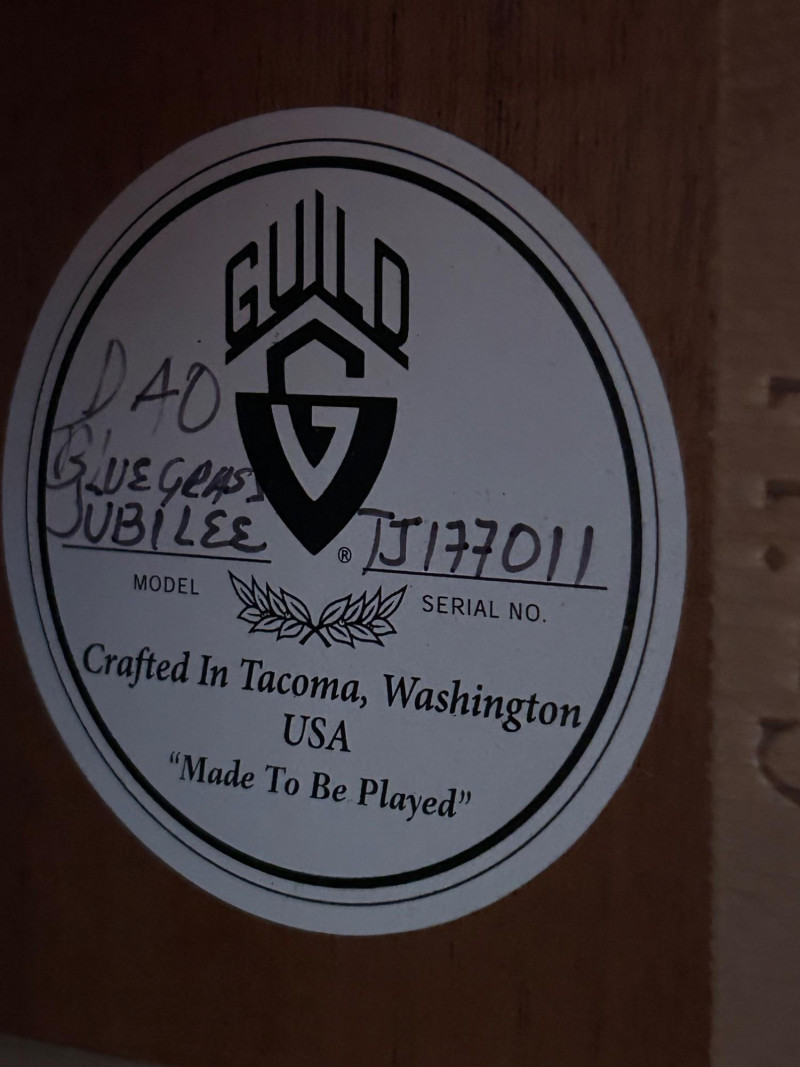 GUILD
G
D40
BLUEGRASS
JUBILEE
TJ177011
®
MODEL
SERIAL NO.
Crafted In Tacoma, Washington
USA
“Made To Be Played”